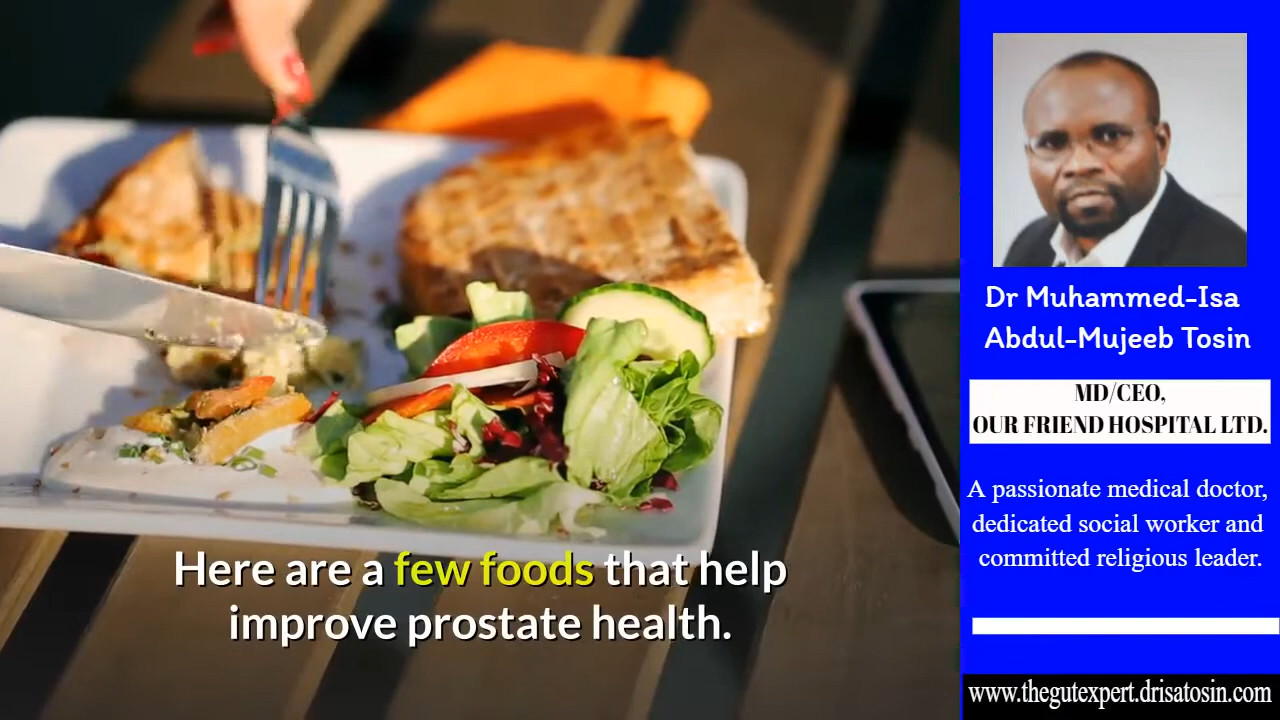 Here are a few foods that help
improve prostate health.
Dr Muhammed-Isa
Abdul-Mujeeb Tosin
MD/CEO,
OUR FRIEND HOSPITAL LTD.
A passionate medical doctor,
dedicated social worker and
committed religious leader.
www.thegutexpert.drisatosin.com